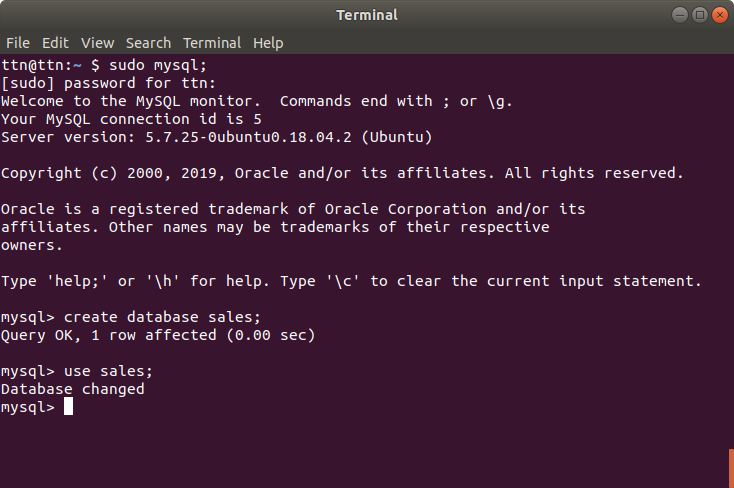 Terminal
File Edit View Search Terminal Help
ttn@ttn:~ $ sudo mysql;
[sudo] password for ttn:
Welcome to the MySQL monitor.  Commands end with ; or \g.
Your MySQL connection id is 5
Server version: 5.7.25-0ubuntu0.18.04.2 (Ubuntu)
Copyright (c) 2000, 2019, Oracle and/or its affiliates. All rights reserved.
Oracle is a registered trademark of Oracle Corporation and/or its
affiliates. Other names may be trademarks of their respective
owners.
Type 'help;' or '\h' for help. Type '\c' to clear the current input statement.
mysql> create database sales;
Query OK, 1 row affected (0.00 sec)
mysql> use sales;
Database changed
mysql>